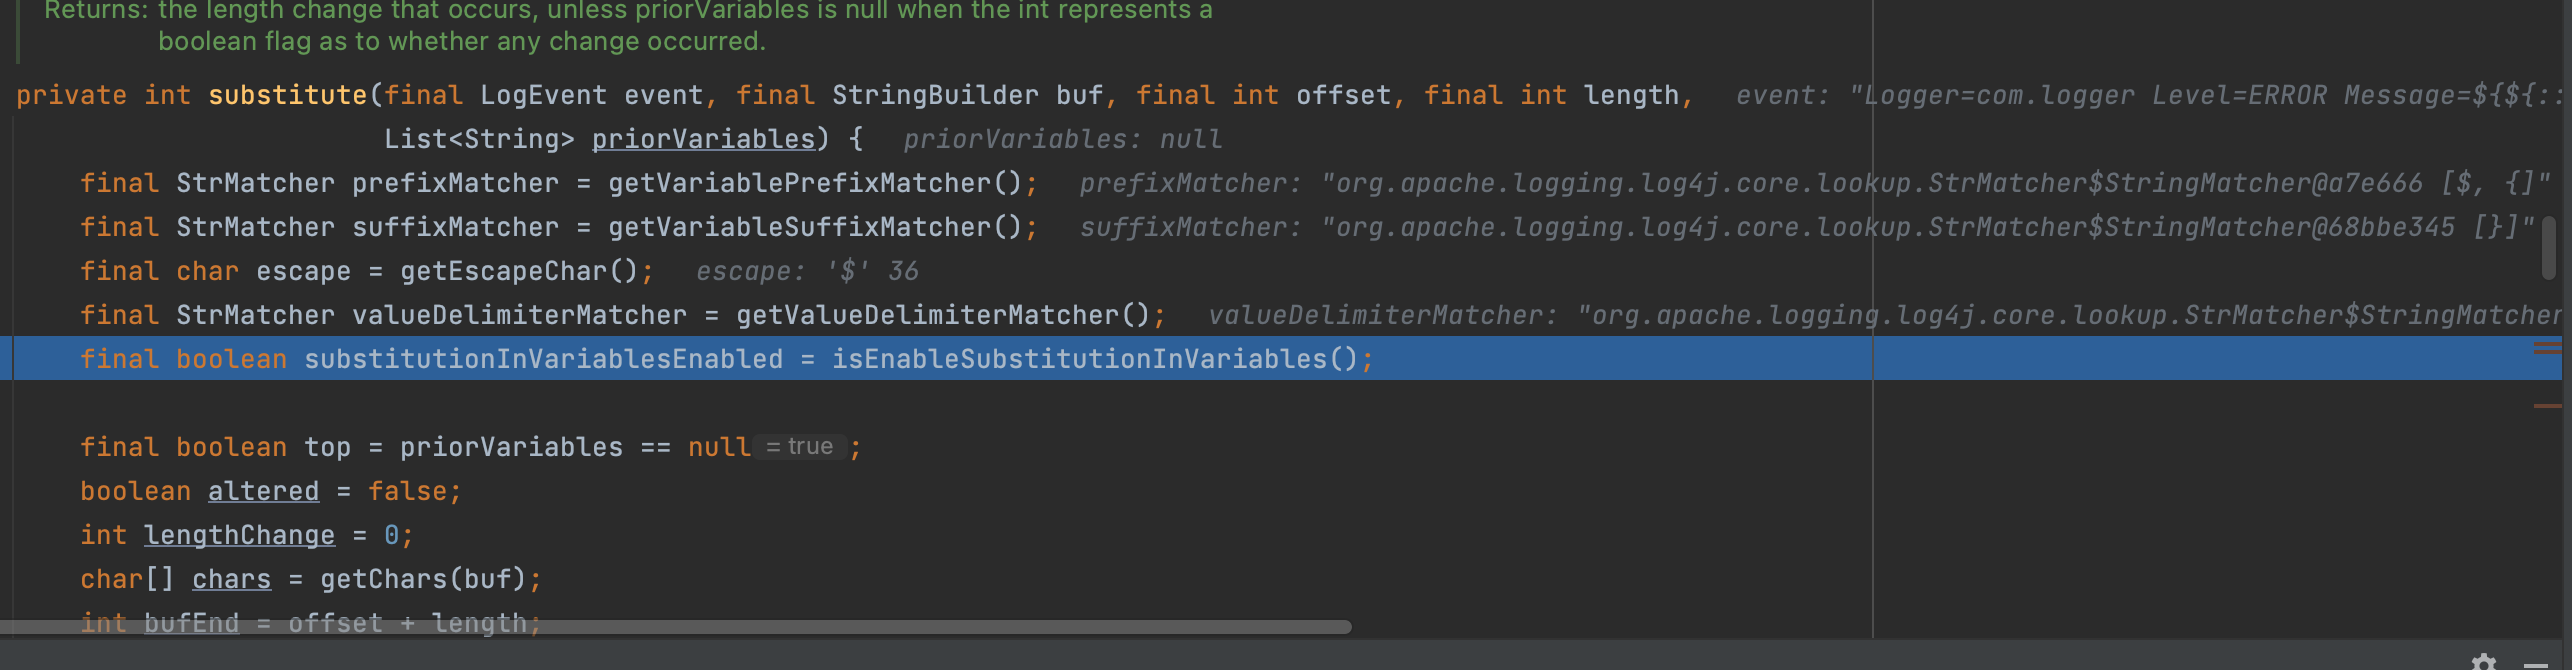 Returns: the length change that occurs, unless priorVariables is null when the int represents a
boolean flag as to whether any change occurred.
private int substitute(final LogEvent event, final StringBuilder buf, final int offset, final int length, event: "Logger=com.logger Level=ERROR Message=${${::
List<String> priorVariables) { priorVariables: null
final StrMatcher prefixMatcher = getVariablePrefixMatcher(); prefixMatcher: "org.apache.logging.log4j.core.lookup.StrMatcher$StringMatcher@a7e666 [$, {]"
final StrMatcher suffixMatcher = getVariableSuffixMatcher(); suffixMatcher: "org.apache.logging.log4j.core.lookup.StrMatcher$StringMatcher@68bbe345 [}]"
final char escape = getEscapeChar(); escape: '$' 36
final StrMatcher valueDelimiterMatcher = getValueDelimiterMatcher(); valueDelimiterMatcher: "org.apache.logging.log4j.core.lookup.StrMatcher$StringMatcher
final boolean substitutionInVariablesEnabled = isEnableSubstitutionInVariables();
final boolean top = priorVariables == null = true ;
boolean altered = false;
int lengthChange = 0;
char[] chars = getChars(buf);
int bufEnd = offset + length;